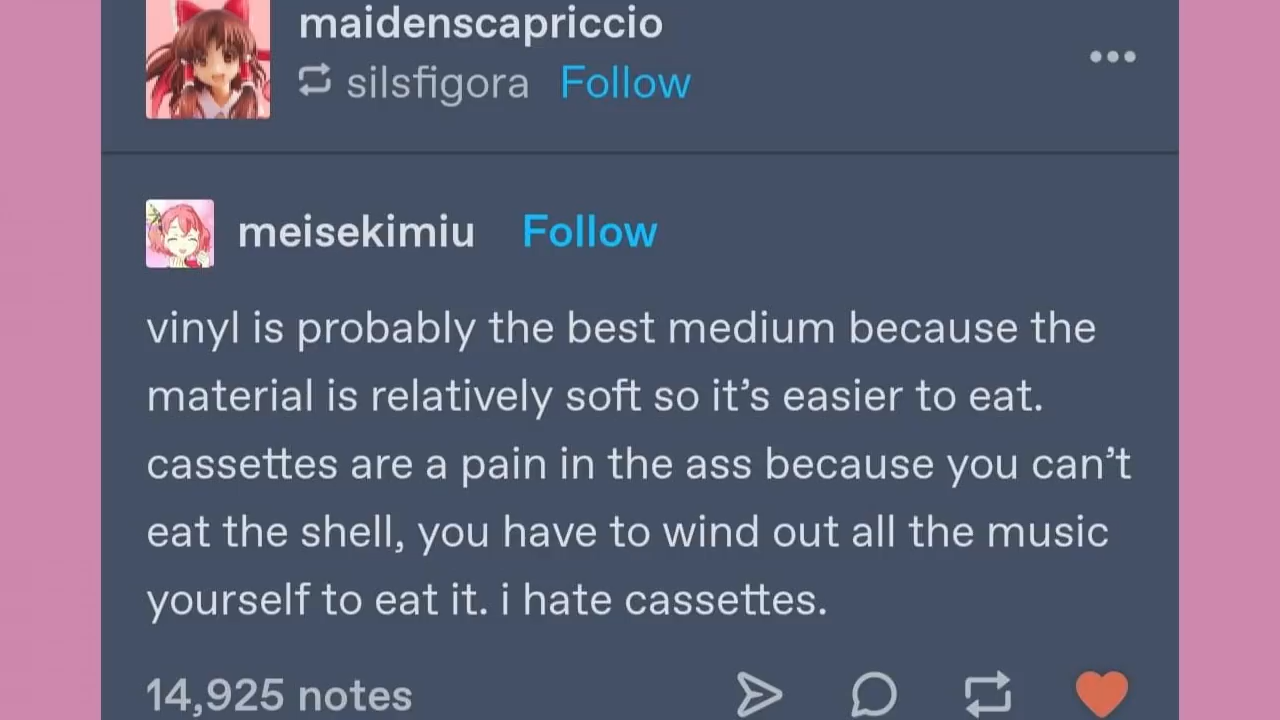 maidenscapriccio
silsfigora Follow
meisekimiu Follow
vinyl is probably the best medium because the
material is relatively soft so it’s easier to eat.
cassettes are a pain in the ass because you can’t
eat the shell, you have to wind out all the music
yourself to eat it. i hate cassettes.
14,925 notes